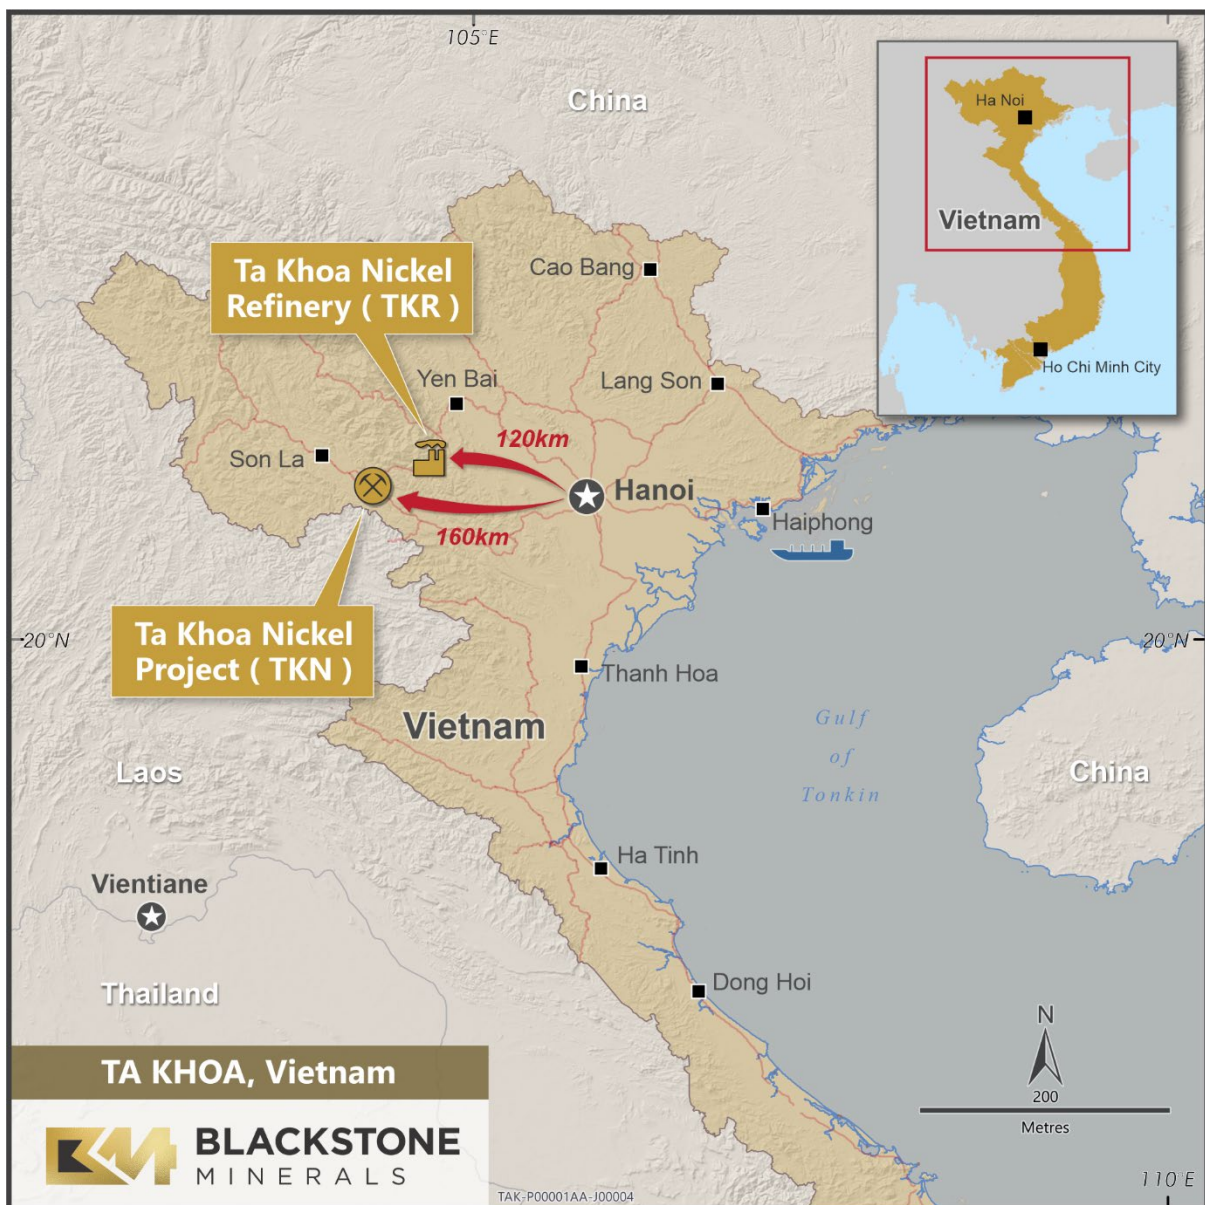 105°E
China
Ha Noi
Vietnam
Ho Chi Minh City
Ta Khoa Nickel
Refinery ( TKR )
Cao Bang
Yen Bai
Lang Son
120km
Son La
Hanoi
160km
Haiphong
Ta Khoa Nickel
Project ( TKN )
20°N
20°N
Thanh Hoa
Vietnam
Gulf
of
Tonkin
Laos
China
Ha Tinh
Vientiane
Thailand
Dong Hoi
N
200
Metres
TA KHOA, Vietnam
BLACKSTONE
MINERALS
110°E
TAK-P00001AA-J00004